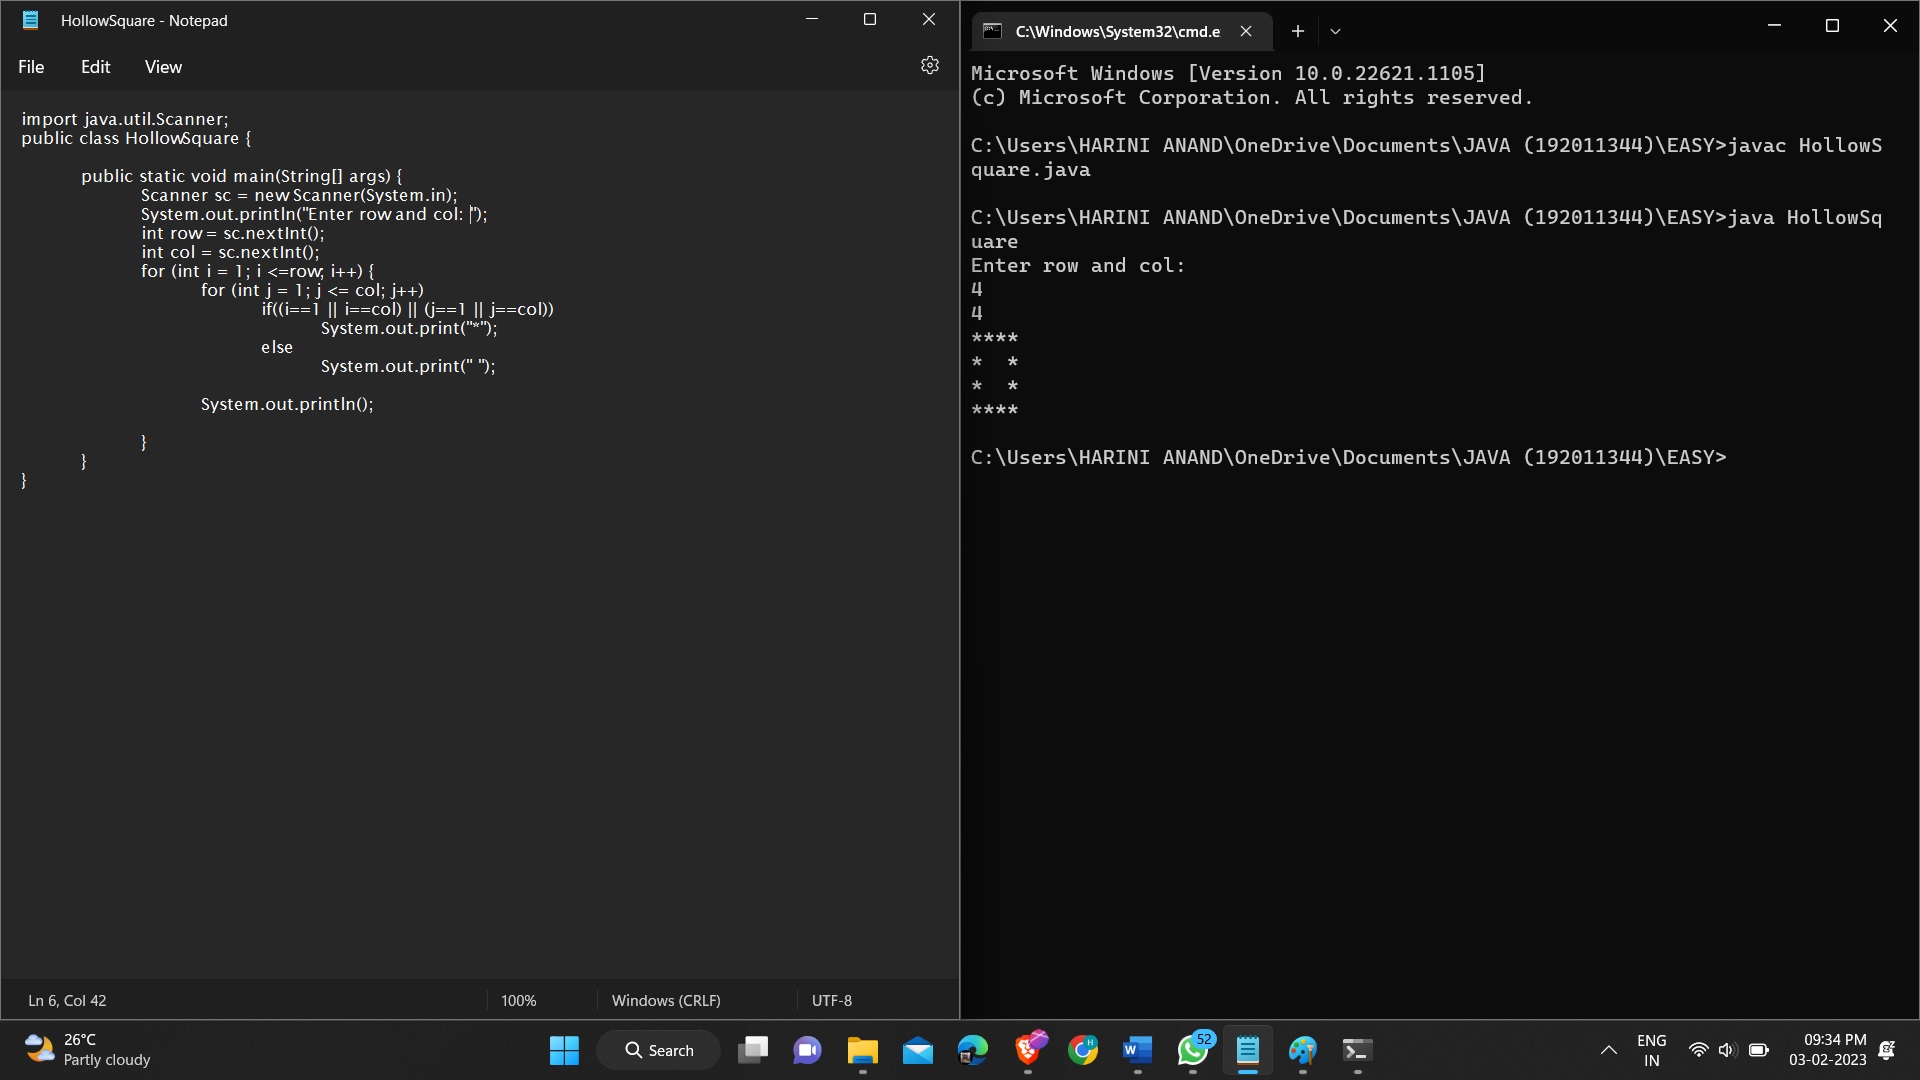 HollowSquare - Notepad
File Edit View
import java.util.Scanner;
public class HollowSquare {
public static void main(String[] args) {
Scanner sc = new Scanner(System.in);
System.out.println("Enter row and col: ");
int row = sc.nextInt();
int col = sc.nextInt();
for (int i = 1; i <=row; i++) {
for (int j = 1; j <= col; j++)
if((i==1 || i==col) || (j==1 || j==col))
System.out.print("*");
else
System.out.print(" ");
System.out.println();
}
}
}
Ln 6, Col 42 100% Windows (CRLF) UTF-8
C:\Windows\System32\cmd.e
Microsoft Windows [Version 10.0.22621.1105]
(c) Microsoft Corporation. All rights reserved.
C:\Users\HARINI ANAND\OneDrive\Documents\JAVA (192011344)\EASY>javac HollowS
quare.java
C:\Users\HARINI ANAND\OneDrive\Documents\JAVA (192011344)\EASY>java HollowSq
uare
Enter row and col:
4
4
****
*  *
*  *
****
C:\Users\HARINI ANAND\OneDrive\Documents\JAVA (192011344)\EASY>
26°C
Partly cloudy
Search
52
ENG
IN
09:34 PM
03-02-2023